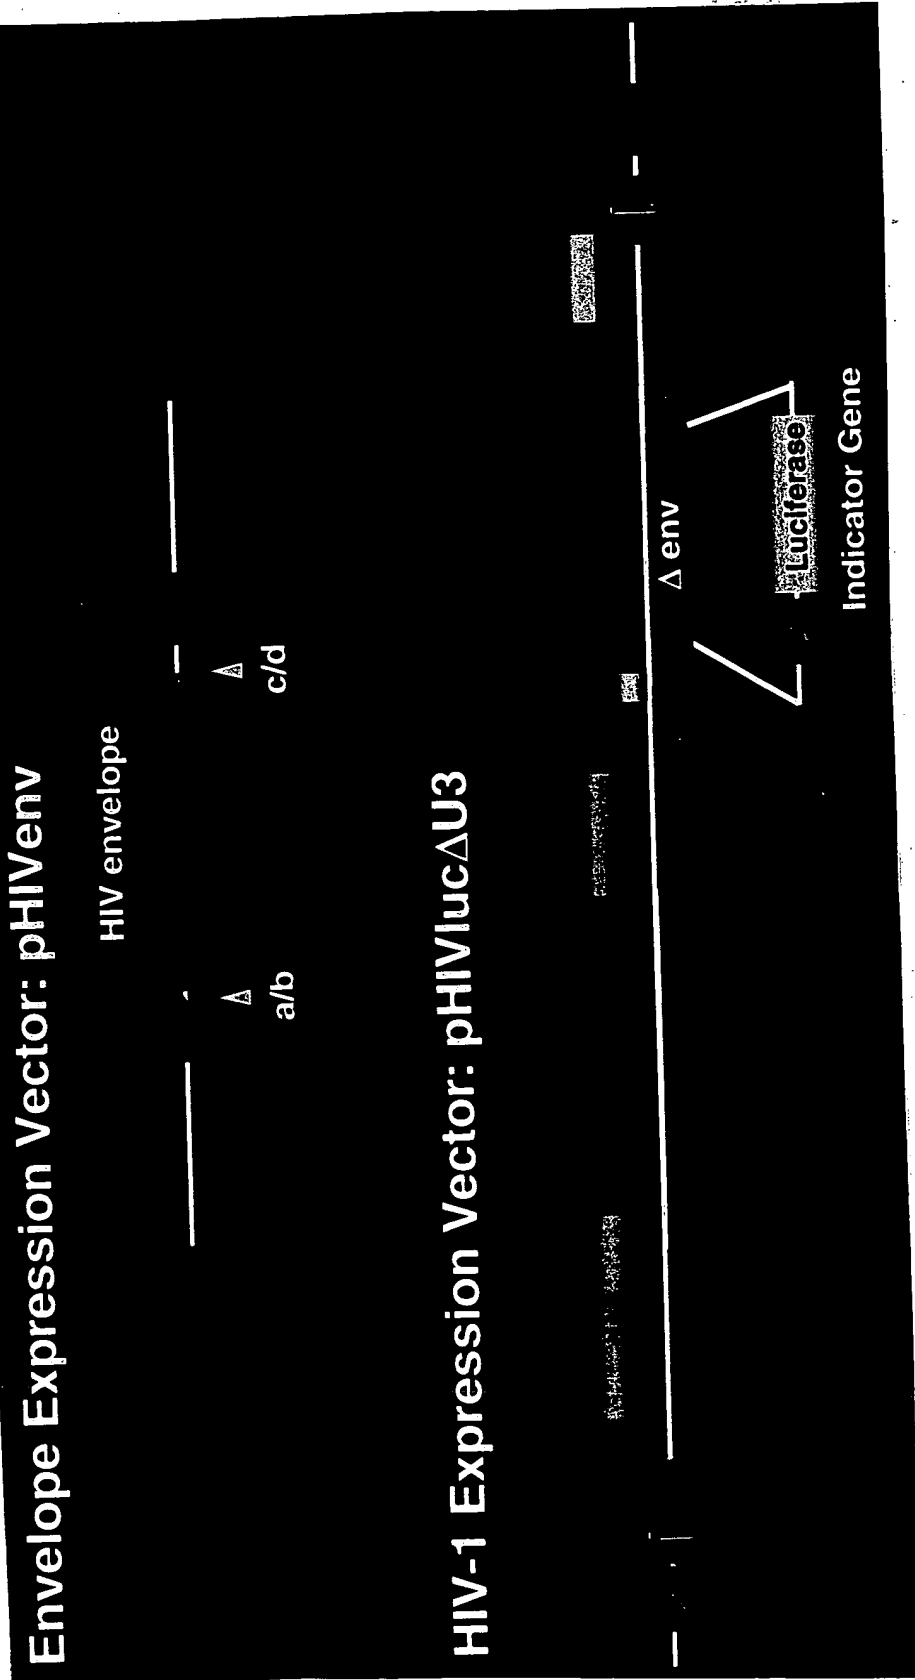 Envelope Expression Vector: pHIVenv
HIV envelope
a/b
c/d
HIV-1 Expression Vector: pHIVlucΔU3
Δ env
Luciferase
Indicator Gene